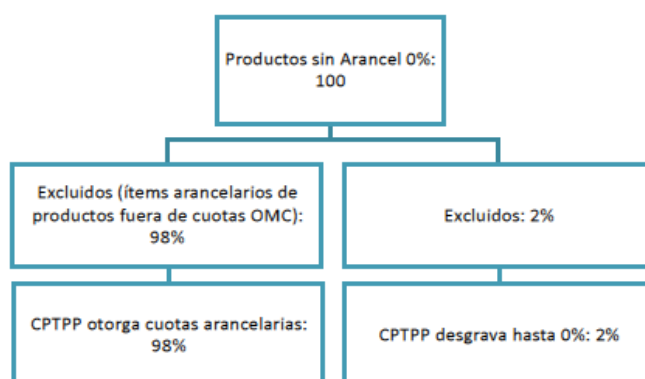 Productos sin Arancel 0%:
100
Excluidos (ítems arancelarios de
productos fuera de cuotas OMC):
98%
Excluidos: 2%
CPTPP otorga cuotas arancelarias:
98%
CPTPP desgrava hasta 0%: 2%